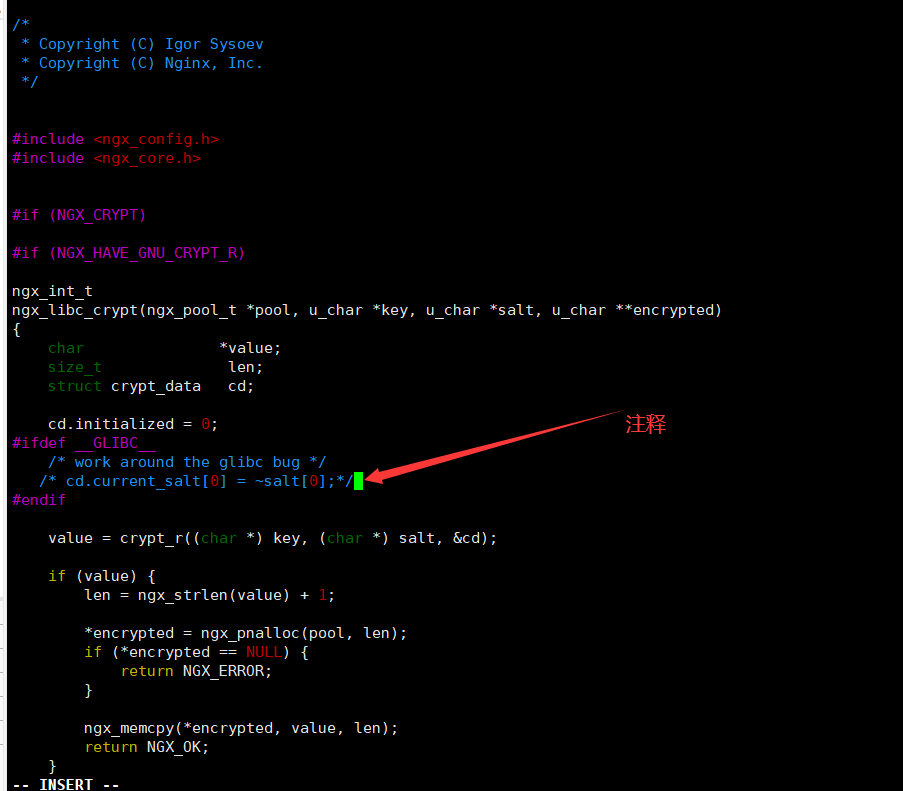 /*
 * Copyright (C) Igor Sysoev
 * Copyright (C) Nginx, Inc.
 */
#include <ngx_config.h>
#include <ngx_core.h>
#if (NGX_CRYPT)
#if (NGX_HAVE_GNU_CRYPT_R)
ngx_int_t
ngx_libc_crypt(ngx_pool_t *pool, u_char *key, u_char *salt, u_char **encrypted)
{
    char               *value;
    size_t              len;
    struct crypt_data   cd;
    cd.initialized = 0;
#ifdef __GLIBC__
    /* work around the glibc bug */
   /* cd.current_salt[0] = ~salt[0];*/
注释
#endif
    value = crypt_r((char *) key, (char *) salt, &cd);
    if (value) {
        len = ngx_strlen(value) + 1;
        *encrypted = ngx_pnalloc(pool, len);
        if (*encrypted == NULL) {
            return NGX_ERROR;
        }
        ngx_memcpy(*encrypted, value, len);
        return NGX_OK;
    }
-- INSERT --